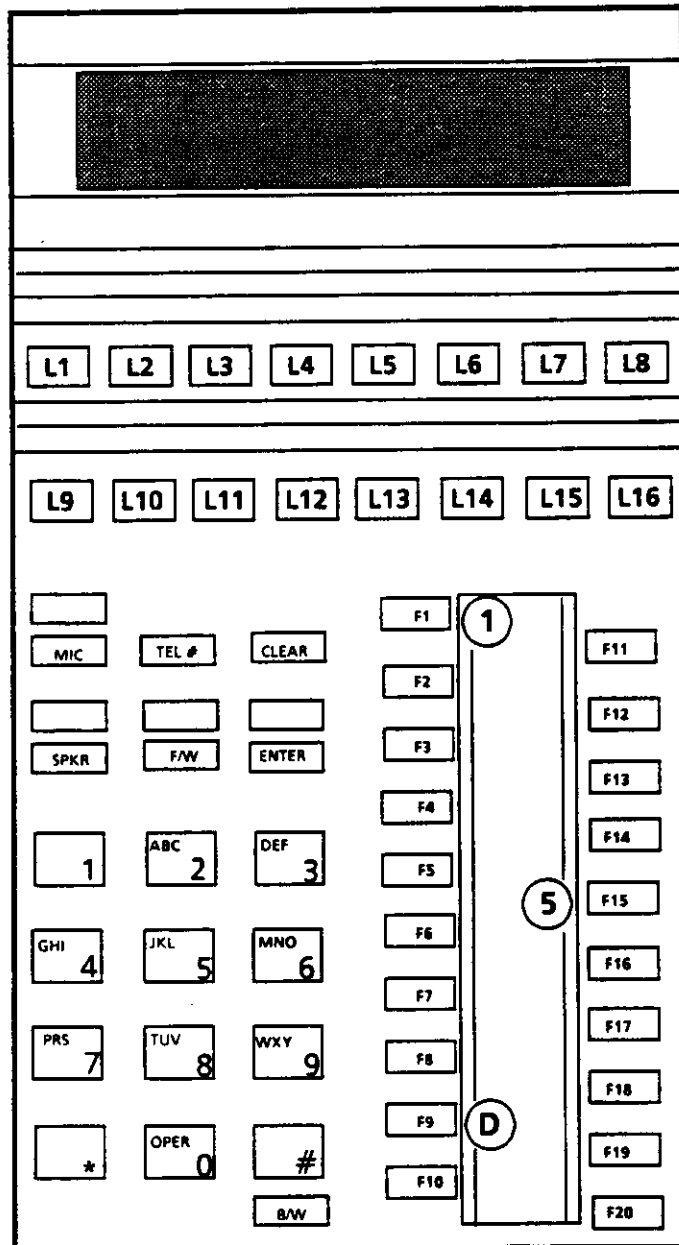 L1 L2 L3 L4 L5 L6 L7 L8
L9 L10 L11 L12 L13 L14 L15 L16
F1 1
MIC TEL # CLEAR F11
F2
F12
SPKR F/W ENTER F3
F13
F4
F14
1 ABC 2 DEF 3 F5
5 F15
GHI 4 JKL 5 MNO 6 F6
F16
F7
F17
PRS 7 TUV 8 WXY 9 F8
F18
F9 D
* OPER 0 # F19
F10
B/W F20